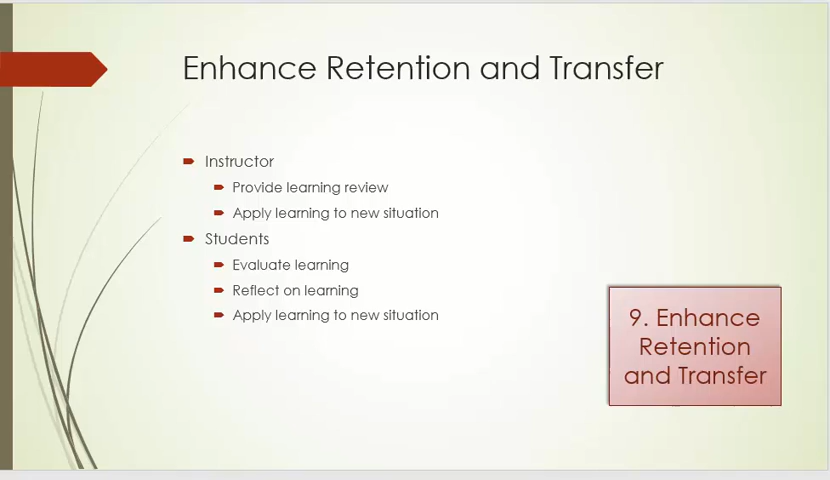 Enhance Retention and Transfer
Instructor
Provide learning review
Apply learning to new situation
Students
Evaluate learning
Reflect on learning
Apply learning to new situation
9. Enhance
Retention
and Transfer